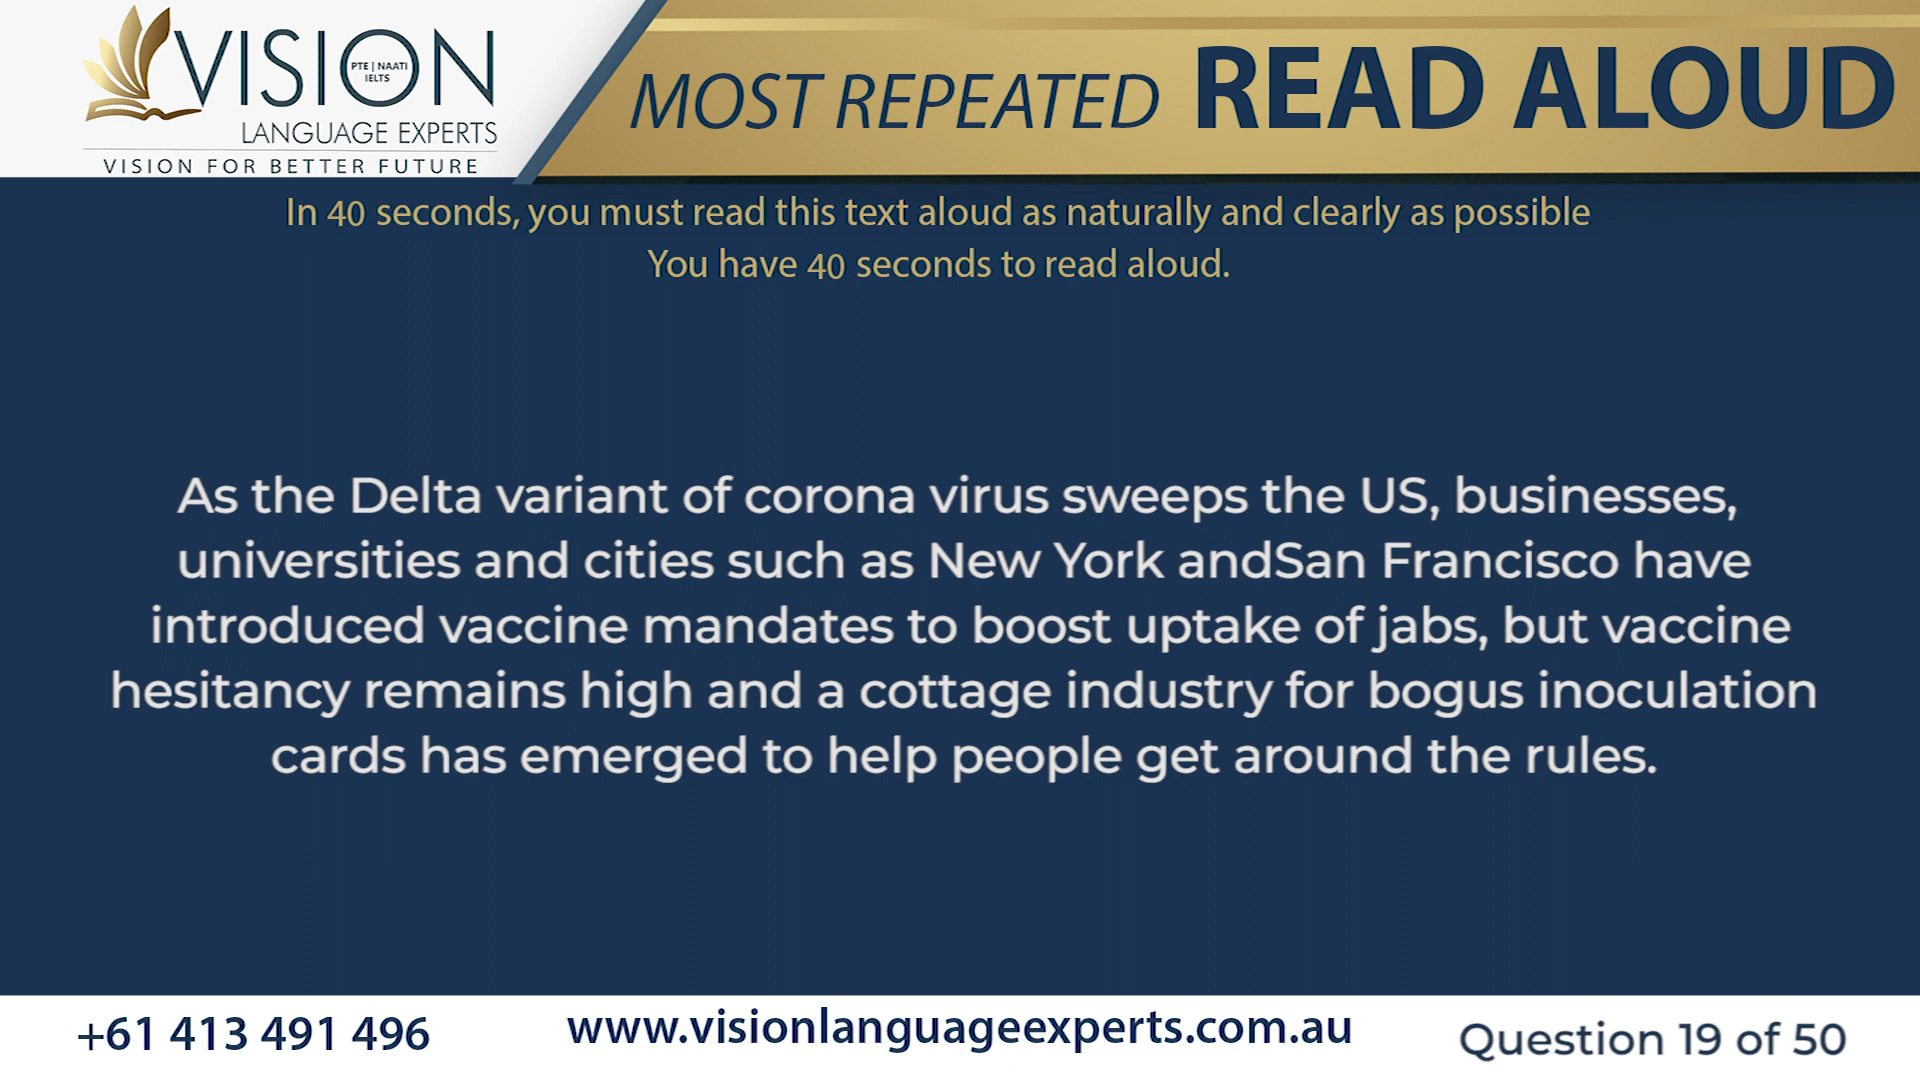 VISION
PTE | NAATI
IELTS
LANGUAGE EXPERTS
VISION FOR BETTER FUTURE
MOST REPEATED READ ALOUD
In 40 seconds, you must read this text aloud as naturally and clearly as possible
You have 40 seconds to read aloud.
As the Delta variant of corona virus sweeps the US, businesses,
universities and cities such as New York andSan Francisco have
introduced vaccine mandates to boost uptake of jabs, but vaccine
hesitancy remains high and a cottage industry for bogus inoculation
cards has emerged to help people get around the rules.
+61 413 491 496
www.visionlanguageexperts.com.au
Question 19 of 50